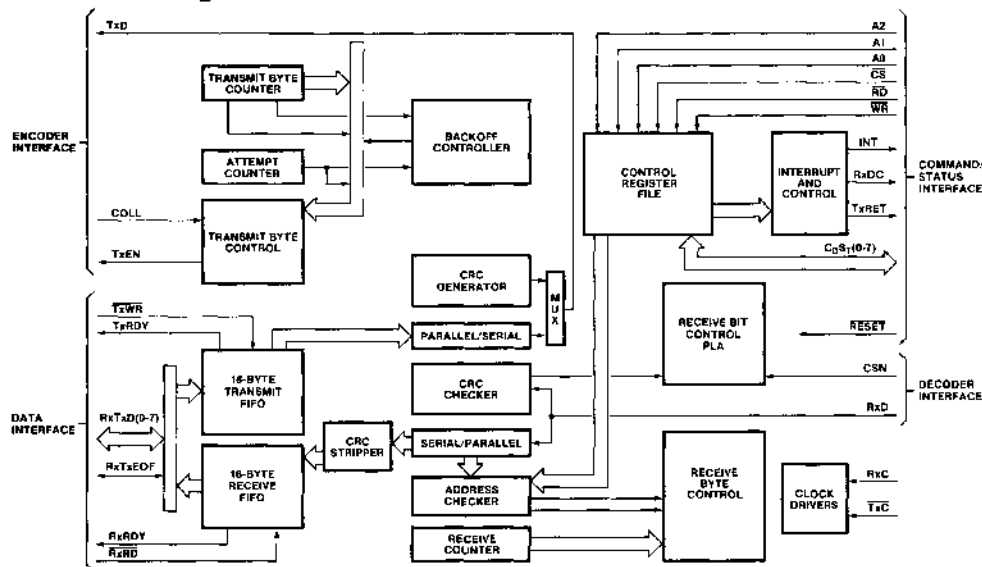 TxD
A2
A1
A0
CS
RD
WR
TRANSMIT BYTE
COUNTER
BACKOFF
CONTROLLER
ATTEMPT
COUNTER
ENCODER
INTERFACE
CONTROL
REGISTER
FILE
INTERRUPT
AND
CONTROL
INT
RxDC
TxRET
COMMAND/
STATUS
INTERFACE
COLL
TxEN
TRANSMIT BYTE
CONTROL
CDST(0-7)
CRC
GENERATOR
MUX
PARALLEL/SERIAL
RECEIVE BIT
CONTROL
PLA
RESET
TxWR
TxRDY
16-BYTE
TRANSMIT
FIFO
CRC
CHECKER
CSN
RxD
DECODER
INTERFACE
DATA
INTERFACE
RxTxD(0-7)
RxTxEOF
CRC
STRIPPER
SERIAL/PARALLEL
16-BYTE
RECEIVE
FIFO
ADDRESS
CHECKER
RECEIVE
BYTE
CONTROL
CLOCK
DRIVERS
RxC
TxC
RxRDY
RxRD
RECEIVE
COUNTER